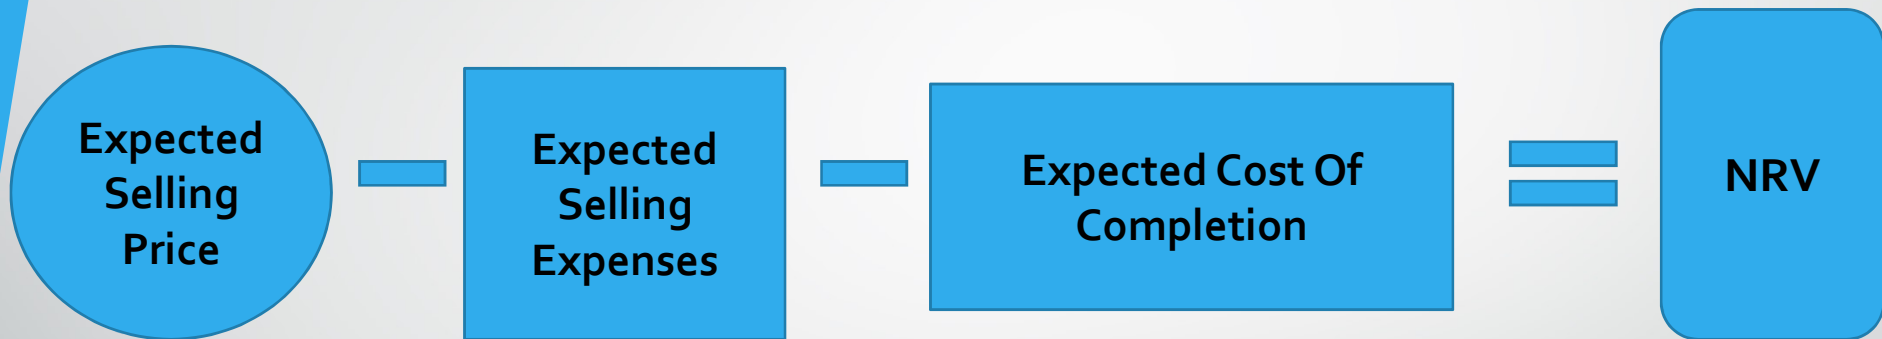 Expected
Selling
Price
Expected
Selling
Expenses
Expected Cost Of
Completion
NRV